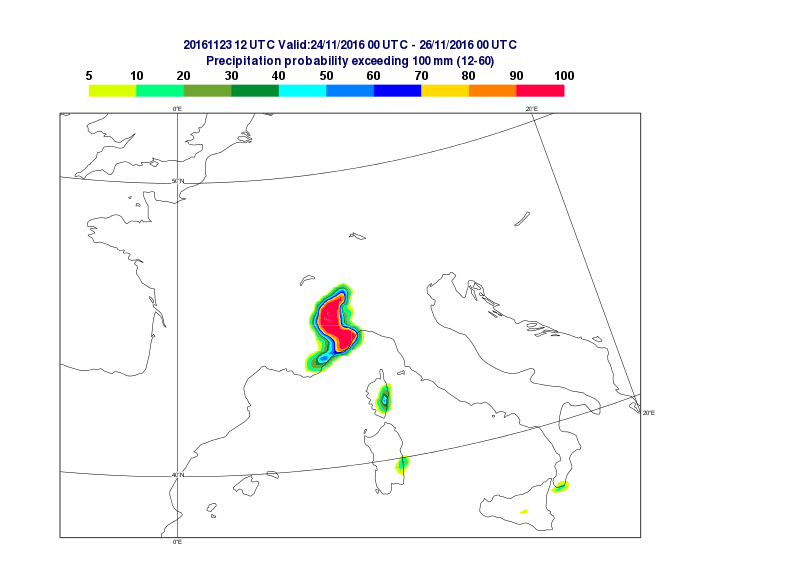 20161123 12 UTC Valid:24/11/2016 00 UTC - 26/11/2016 00 UTC
Precipitation probability exceeding 100 mm (12-60)
5 10 20 30 40 50 60 70 80 90 100
0°E 20°E
50°N
20°E
40°N
0°E